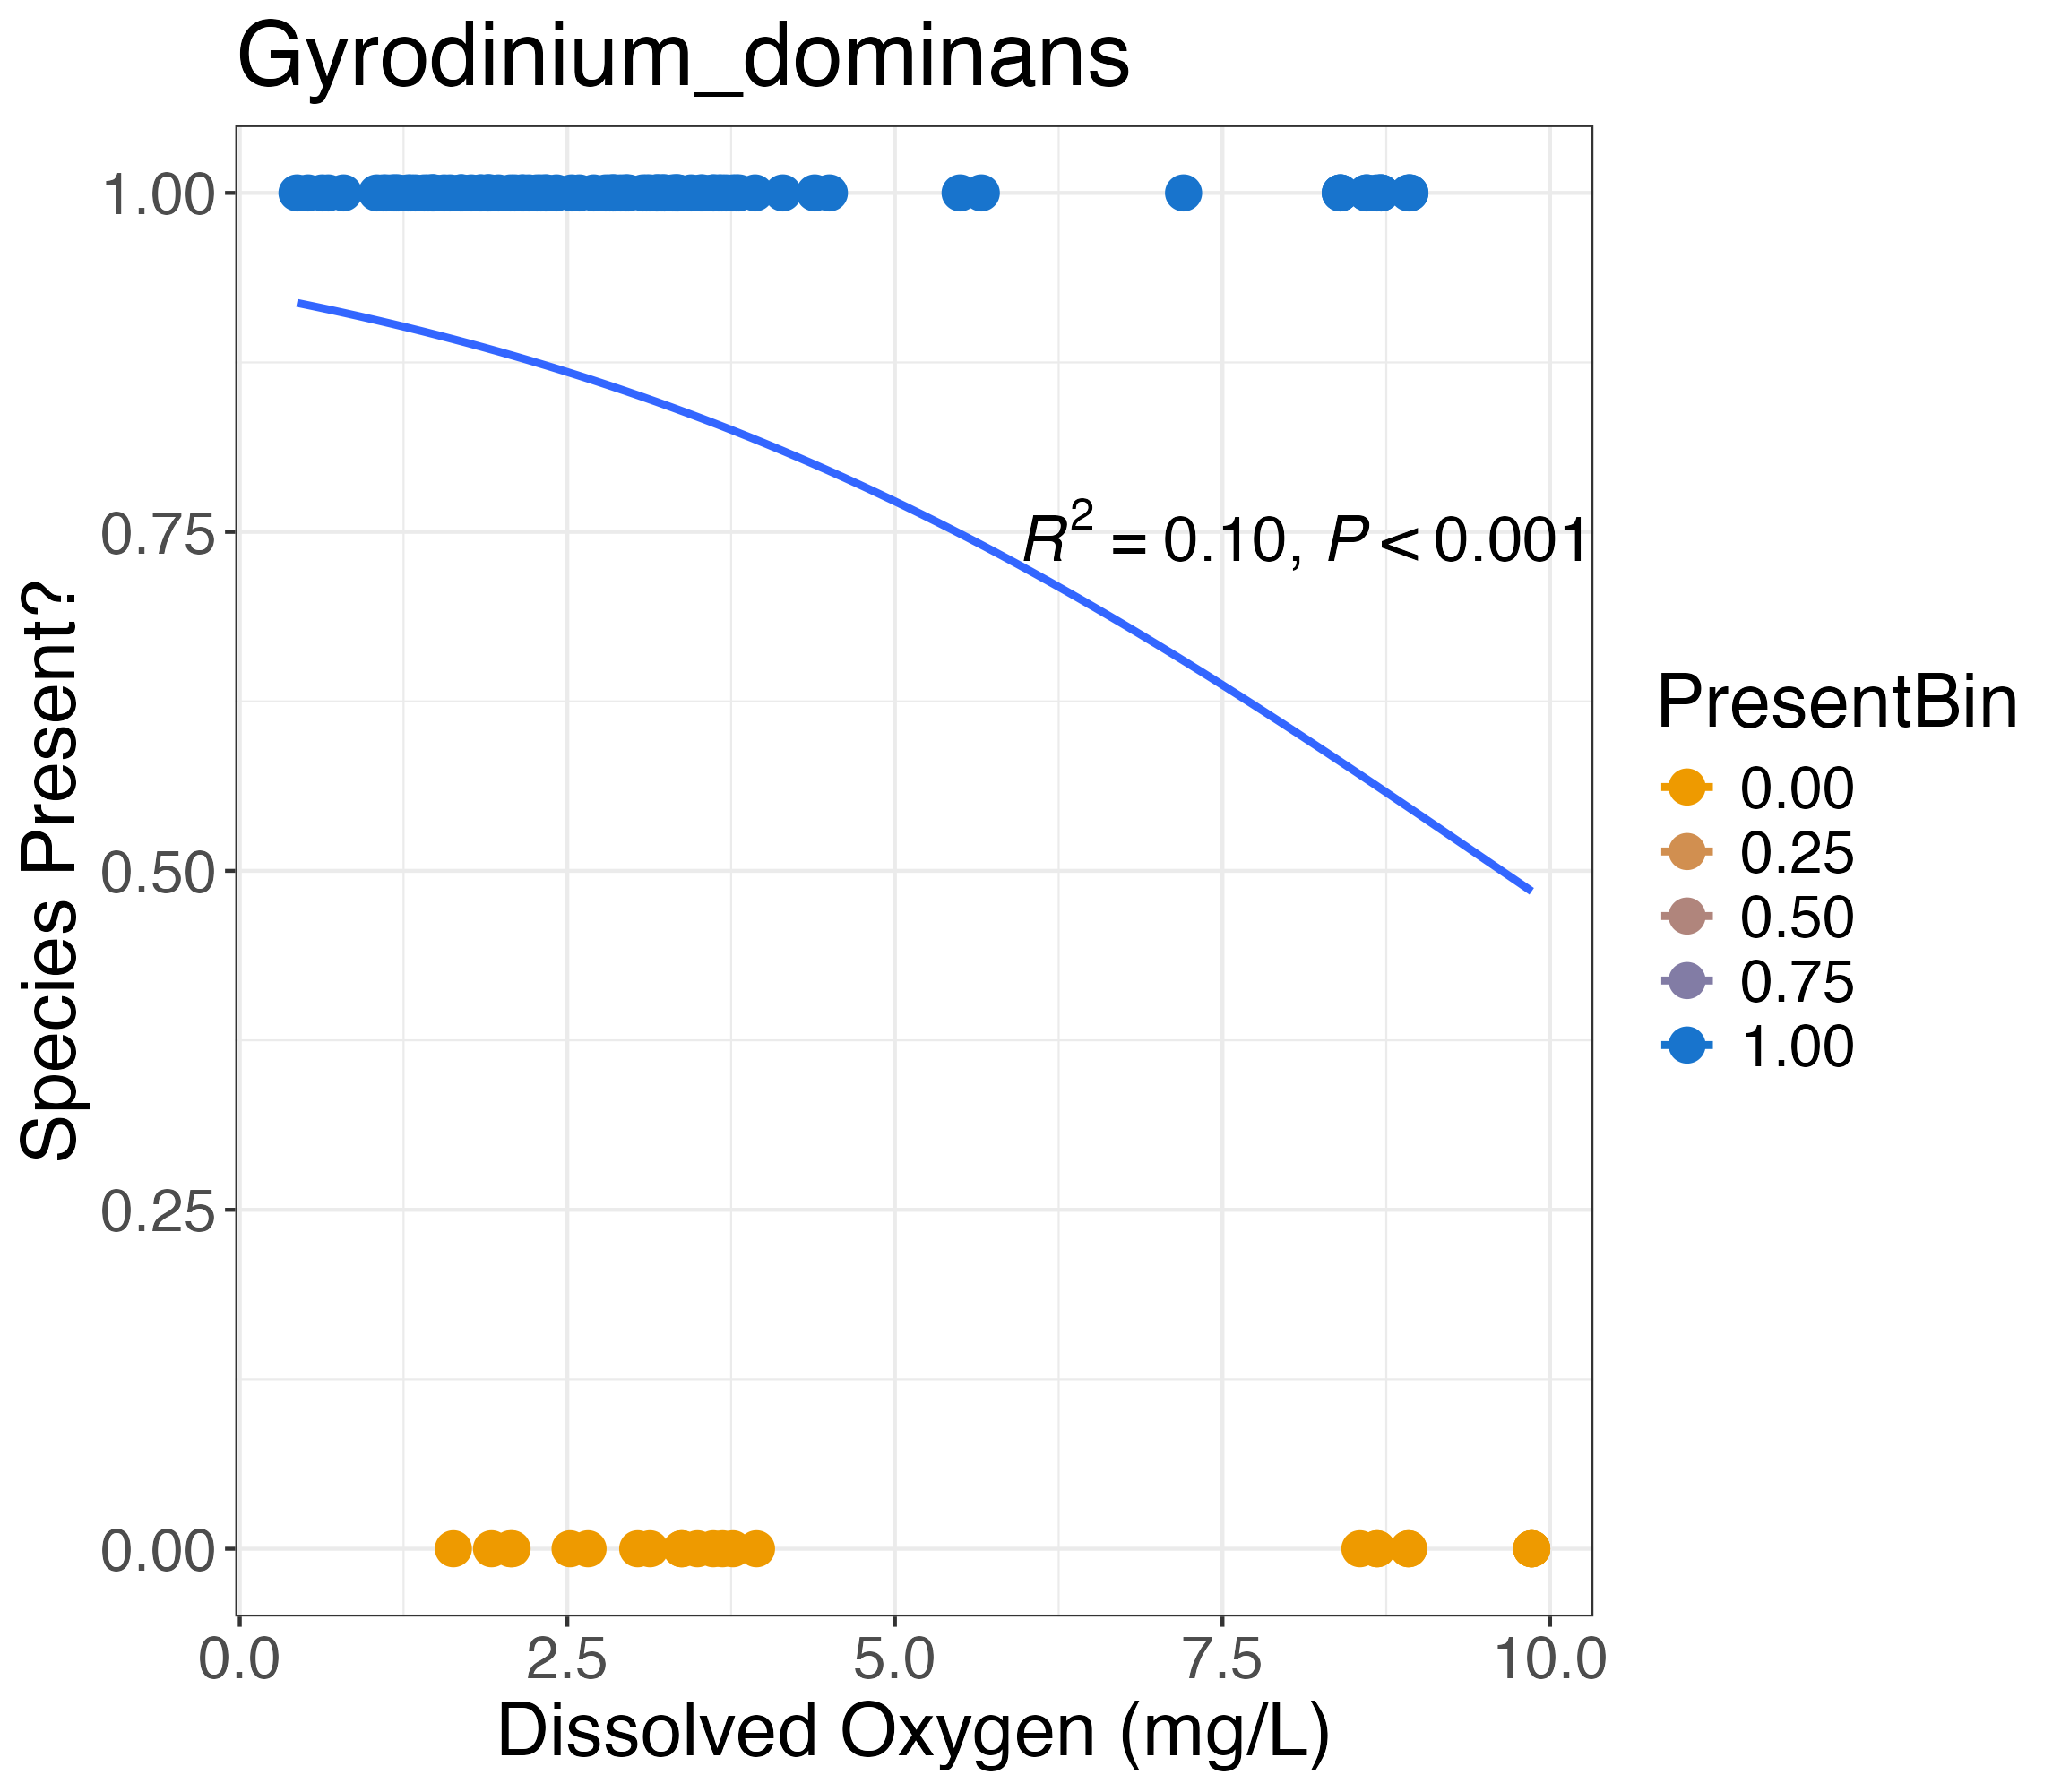 Gyrodinium_dominans
1.00
0.75
0.50
0.25
0.00
Species Present?
R² = 0.10, P < 0.001
0.0 2.5 5.0 7.5 10.0
Dissolved Oxygen (mg/L)
PresentBin
0.00
0.25
0.50
0.75
1.00